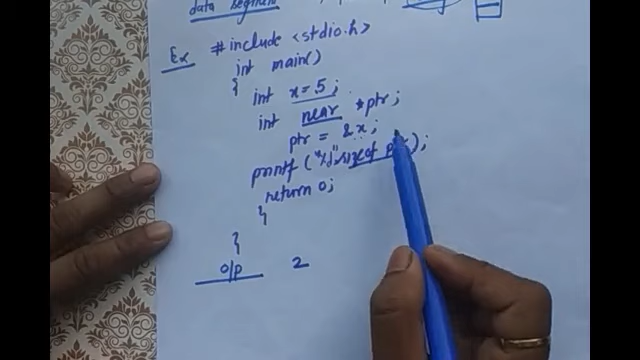 data segment
Ex #include <stdio.h>
int main()
{
int x=5;
int near *ptr;
ptr = &x;
printf ("%d", sizeof ptr);
return 0;
}
}
o/p 2